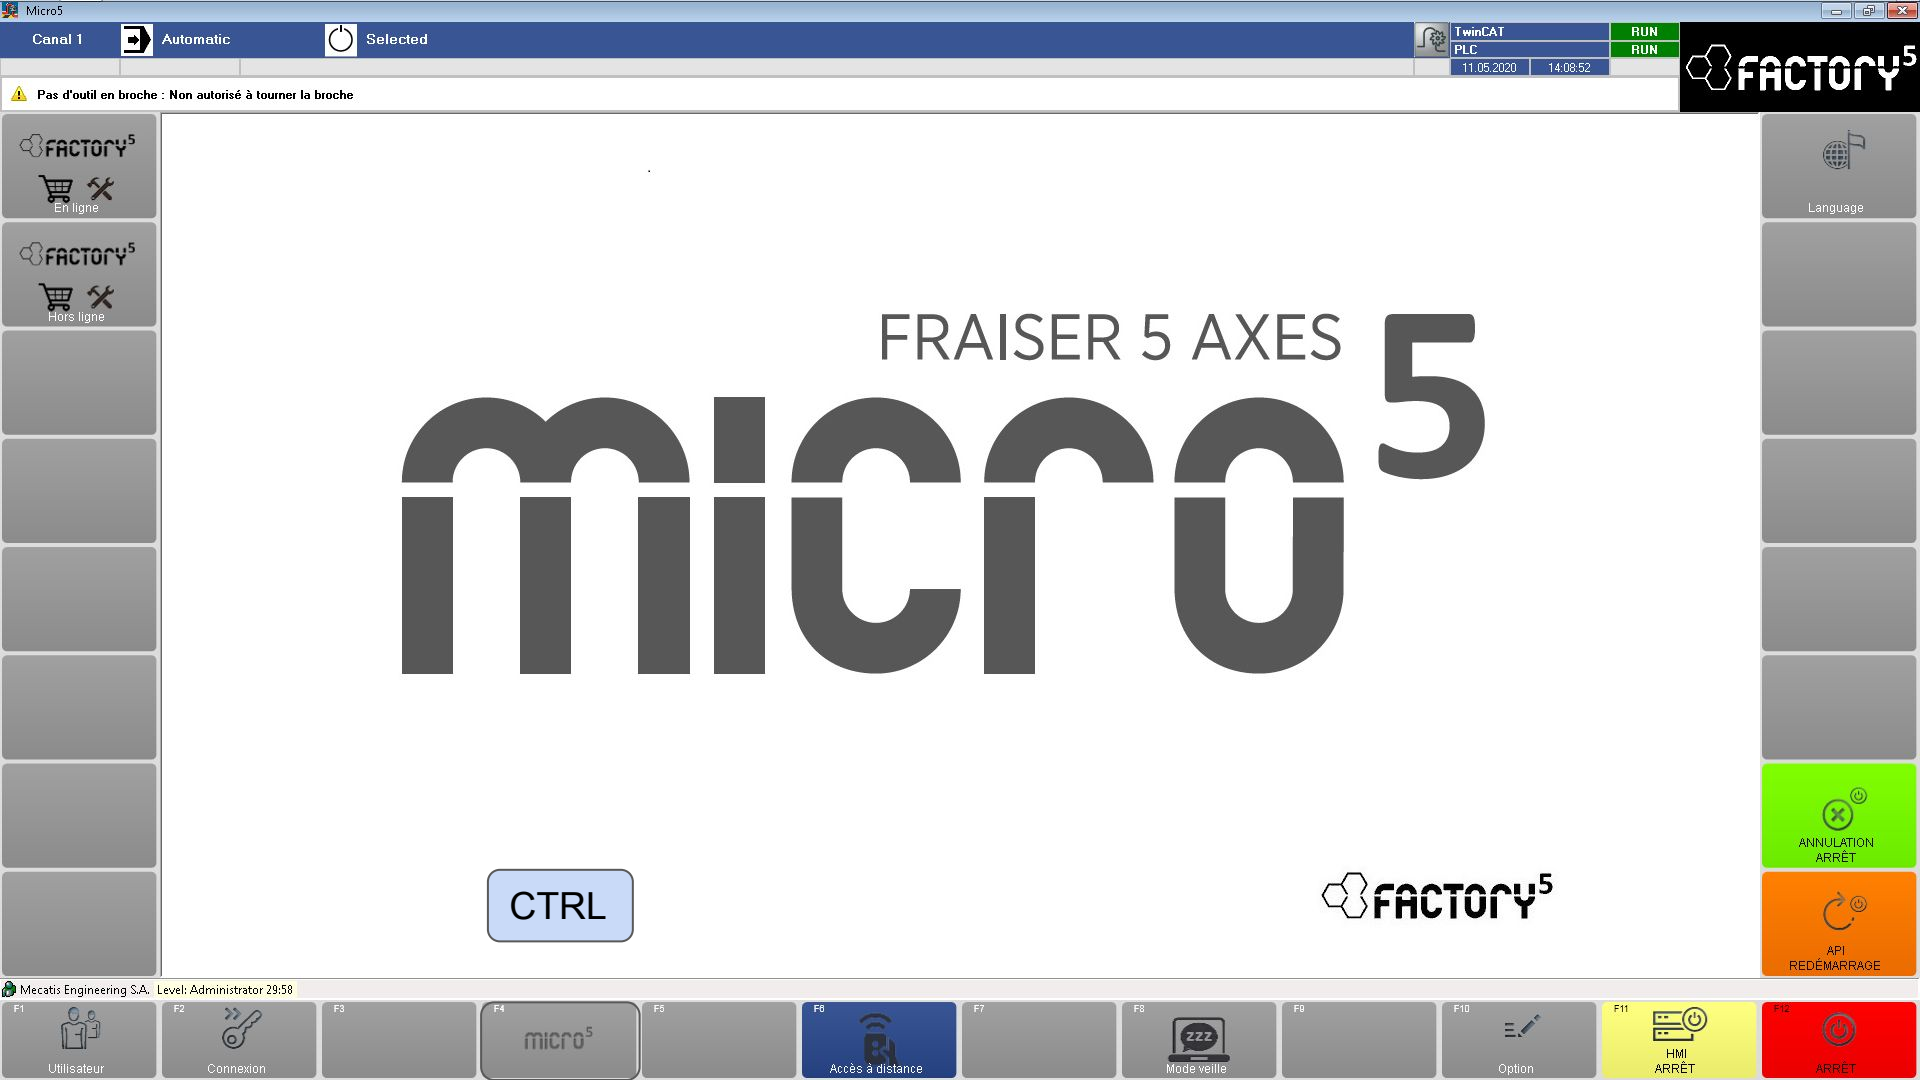 Micro5
Canal 1
Automatic
Selected
TwinCAT
RUN
PLC
RUN
11.05.2020
14:08:52
FACTORY5
Pas d'outil en broche : Non autorisé à tourner la broche
FACTORY5
En ligne
FACTORY5
Hors ligne
Language
FRAISER 5 AXES
micro5
ANNULATION
ARRÊT
CTRL
FACTORY5
API
REDÉMARRAGE
Mecatis Engineering S.A. Level: Administrator 29:58
F1
Utilisateur
F2
Connexion
F3
F4
micro5
F5
F6
Accès à distance
F7
F8
zzz
Mode veille
F9
F10
Option
F11
HMI
ARRÊT
F12
ARRÊT